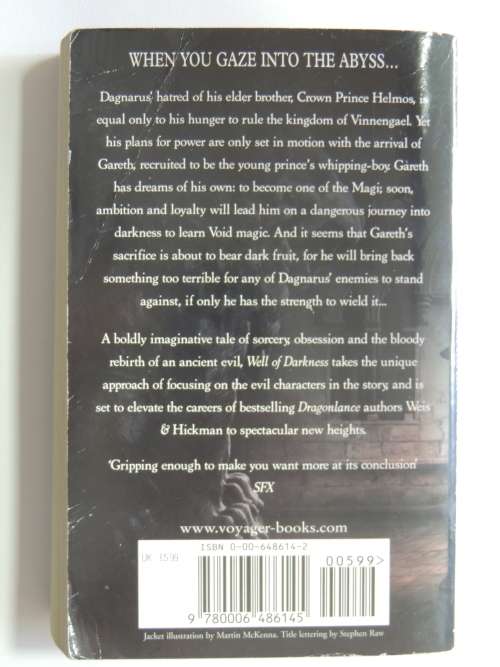 WHEN YOU GAZE INTO THE ABYSS...
Dagnarus' hatred of his elder brother, Crown Prince Helmos, is
equal only to his hunger to rule the kingdom of Vinnengael. Yet
his plans for power are only set in motion with the arrival of
Gareth, recruited to be the young prince's whipping-boy. Gareth
has dreams of his own: to become one of the Magi; soon,
ambition and loyalty will lead him on a dangerous journey into
darkness to learn Void magic. And it seems that Gareth's
sacrifice is about to bear dark fruit, for he will bring back
something too terrible for any of Dagnarus' enemies to stand
against, if only he has the strength to wield it...
A boldly imaginative tale of sorcery, obsession and the bloody
rebirth of an ancient evil, Well of Darkness takes the unique
approach of focusing on the evil characters in the story, and is
set to elevate the careers of bestselling Dragonlance authors Weis
& Hickman to spectacular new heights.
'Gripping enough to make you want more at its conclusion'
SFX
www.voyager-books.com
ISBN 0-00-648614-2
UK £5.99
00599>
9 780006 486145
Jacket illustration by Martin McKenna. Title lettering by Stephen Raw